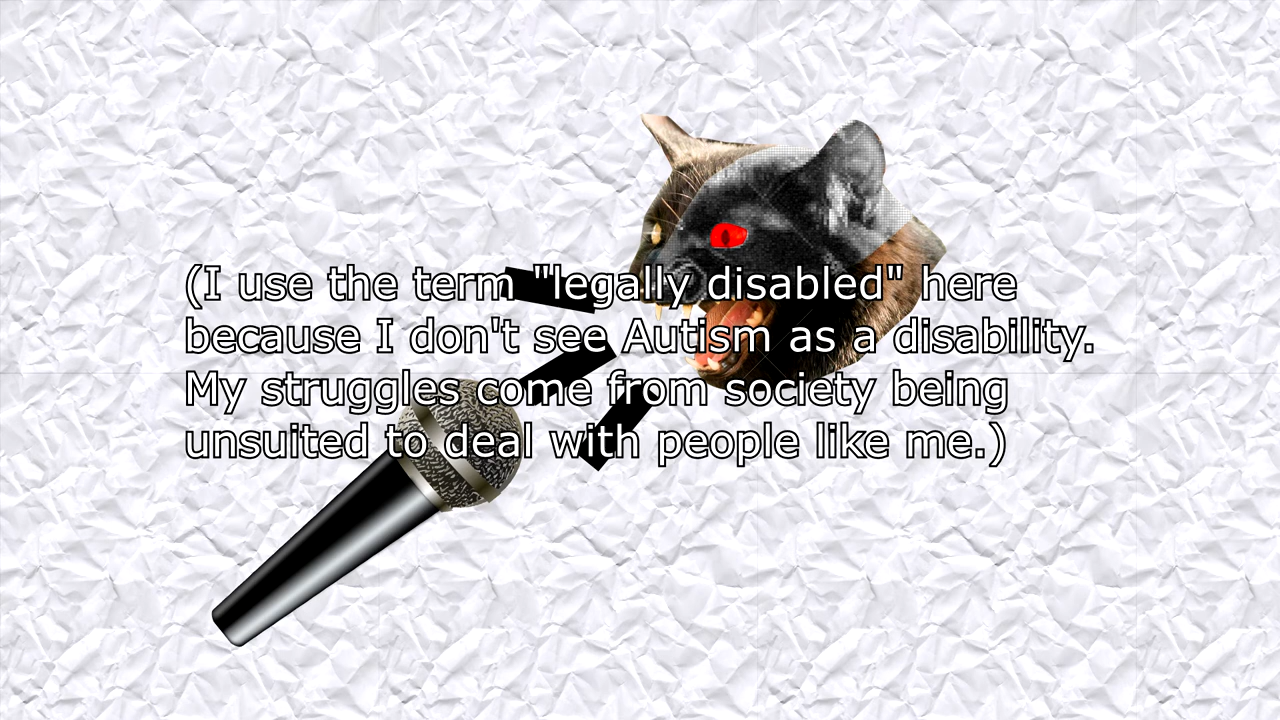 (I use the term "legally disabled" here
because I don't see Autism as a disability.
My struggles come from society being
unsuited to deal with people like me.)